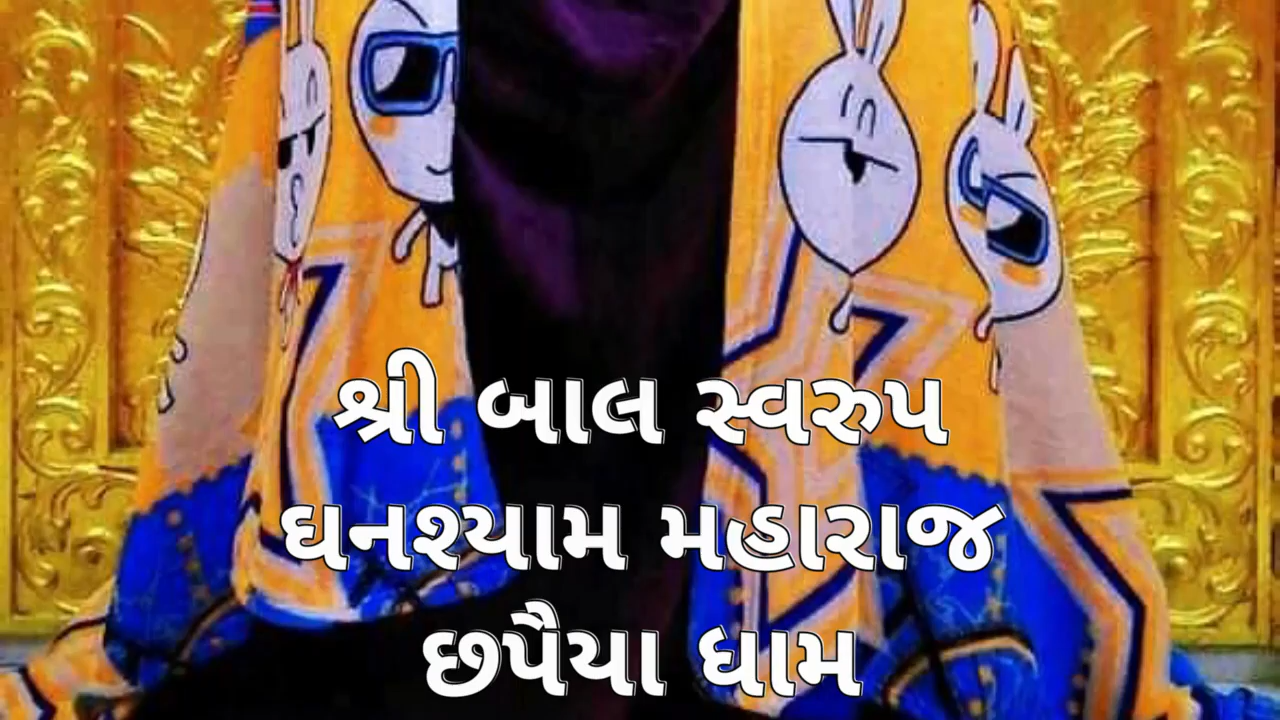 શ્રી બાલ સ્વરુપ
ઘનશ્યામ મહારાજ
છપૈયા ધામ